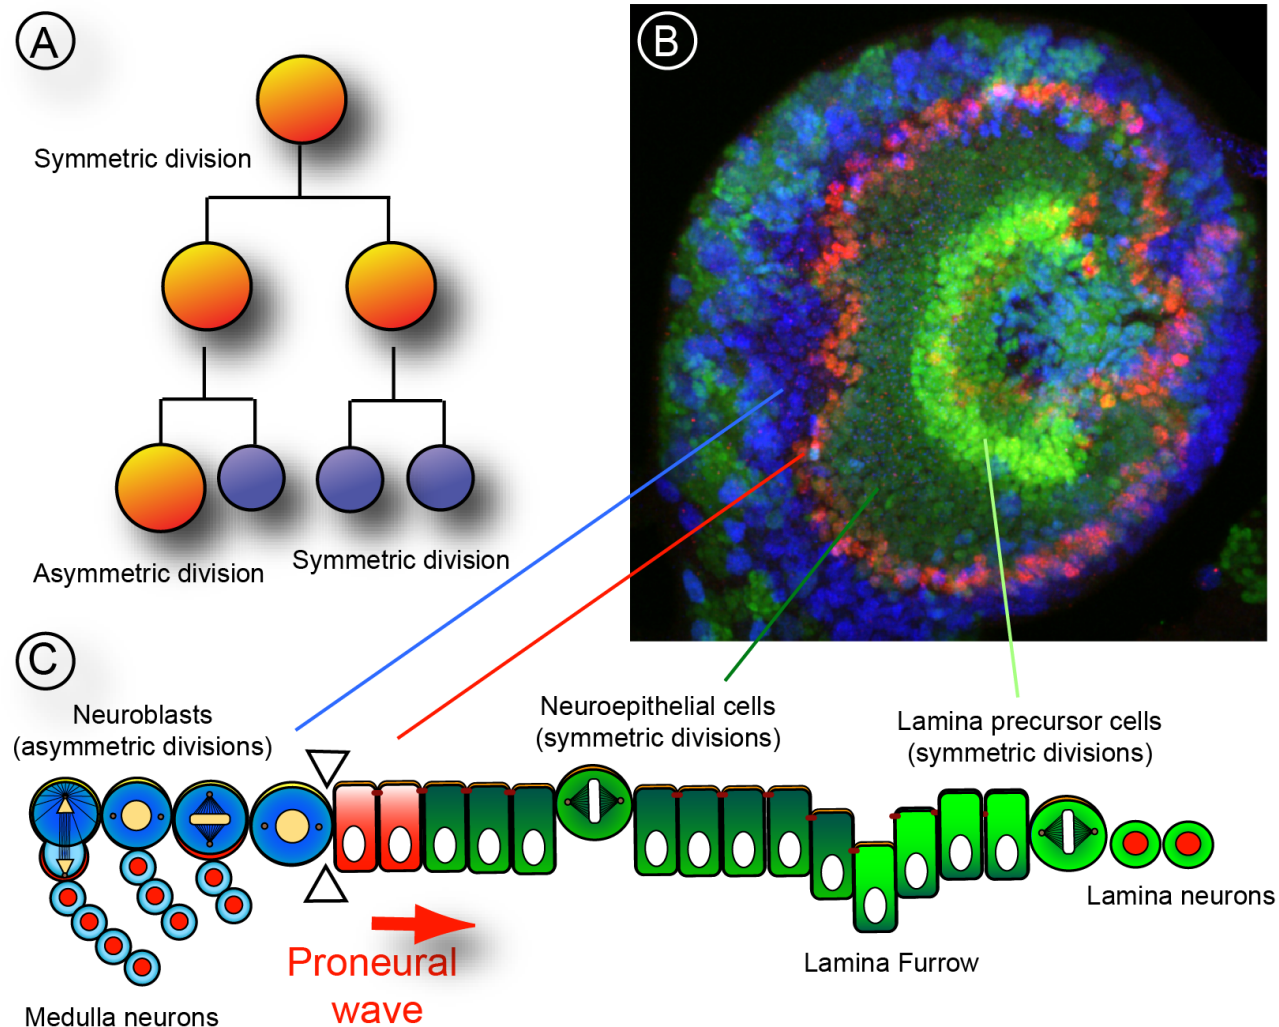 A
Symmetric division
Asymmetric division
Symmetric division
B
C
Neuroblasts
(asymmetric divisions)
Neuroepithelial cells
(symmetric divisions)
Lamina precursor cells
(symmetric divisions)
Lamina neurons
Proneural
wave
Lamina Furrow
Medulla neurons